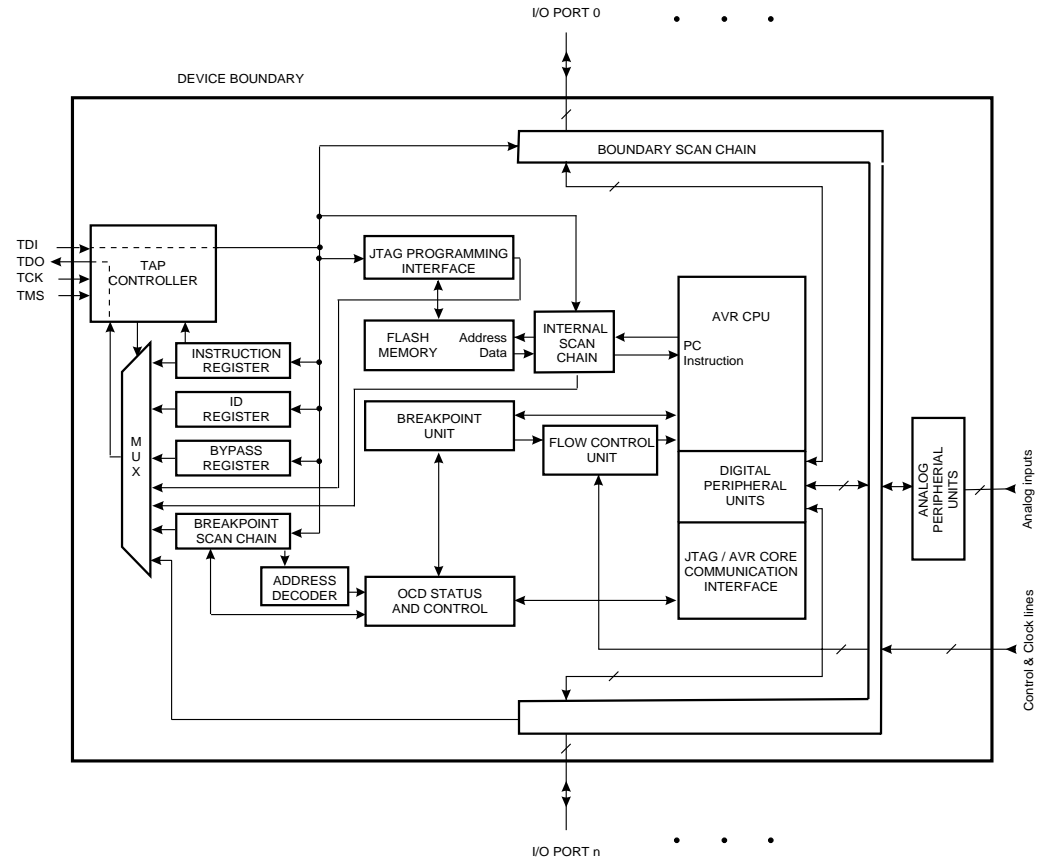 I/O PORT 0
DEVICE BOUNDARY
BOUNDARY SCAN CHAIN
TDI
TDO
TCK
TMS
TAP
CONTROLLER
JTAG PROGRAMMING
INTERFACE
AVR CPU
FLASH
MEMORY
Address
Data
INTERNAL
SCAN
CHAIN
PC
Instruction
INSTRUCTION
REGISTER
ID
REGISTER
M
U
X
BREAKPOINT
UNIT
FLOW CONTROL
UNIT
BYPASS
REGISTER
DIGITAL
PERIPHERAL
UNITS
ANALOG
PERIPHERIAL
UNITS
Analog inputs
BREAKPOINT
SCAN CHAIN
ADDRESS
DECODER
OCD STATUS
AND CONTROL
JTAG / AVR CORE
COMMUNICATION
INTERFACE
Control & Clock lines
I/O PORT n